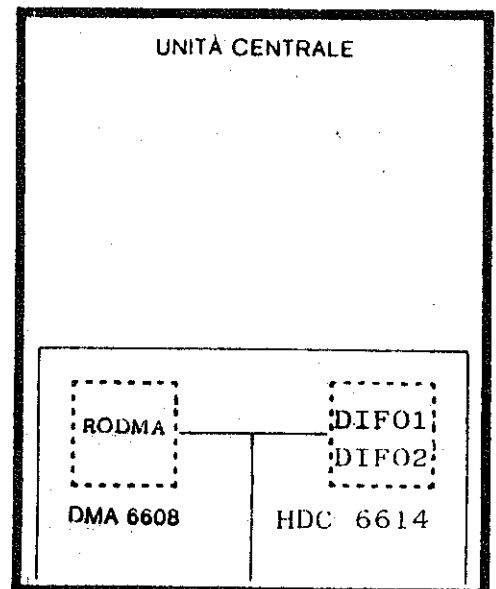 UNITÀ CENTRALE
RODMA
DIFO1
DIFO2
DMA 6608
HDC 6614